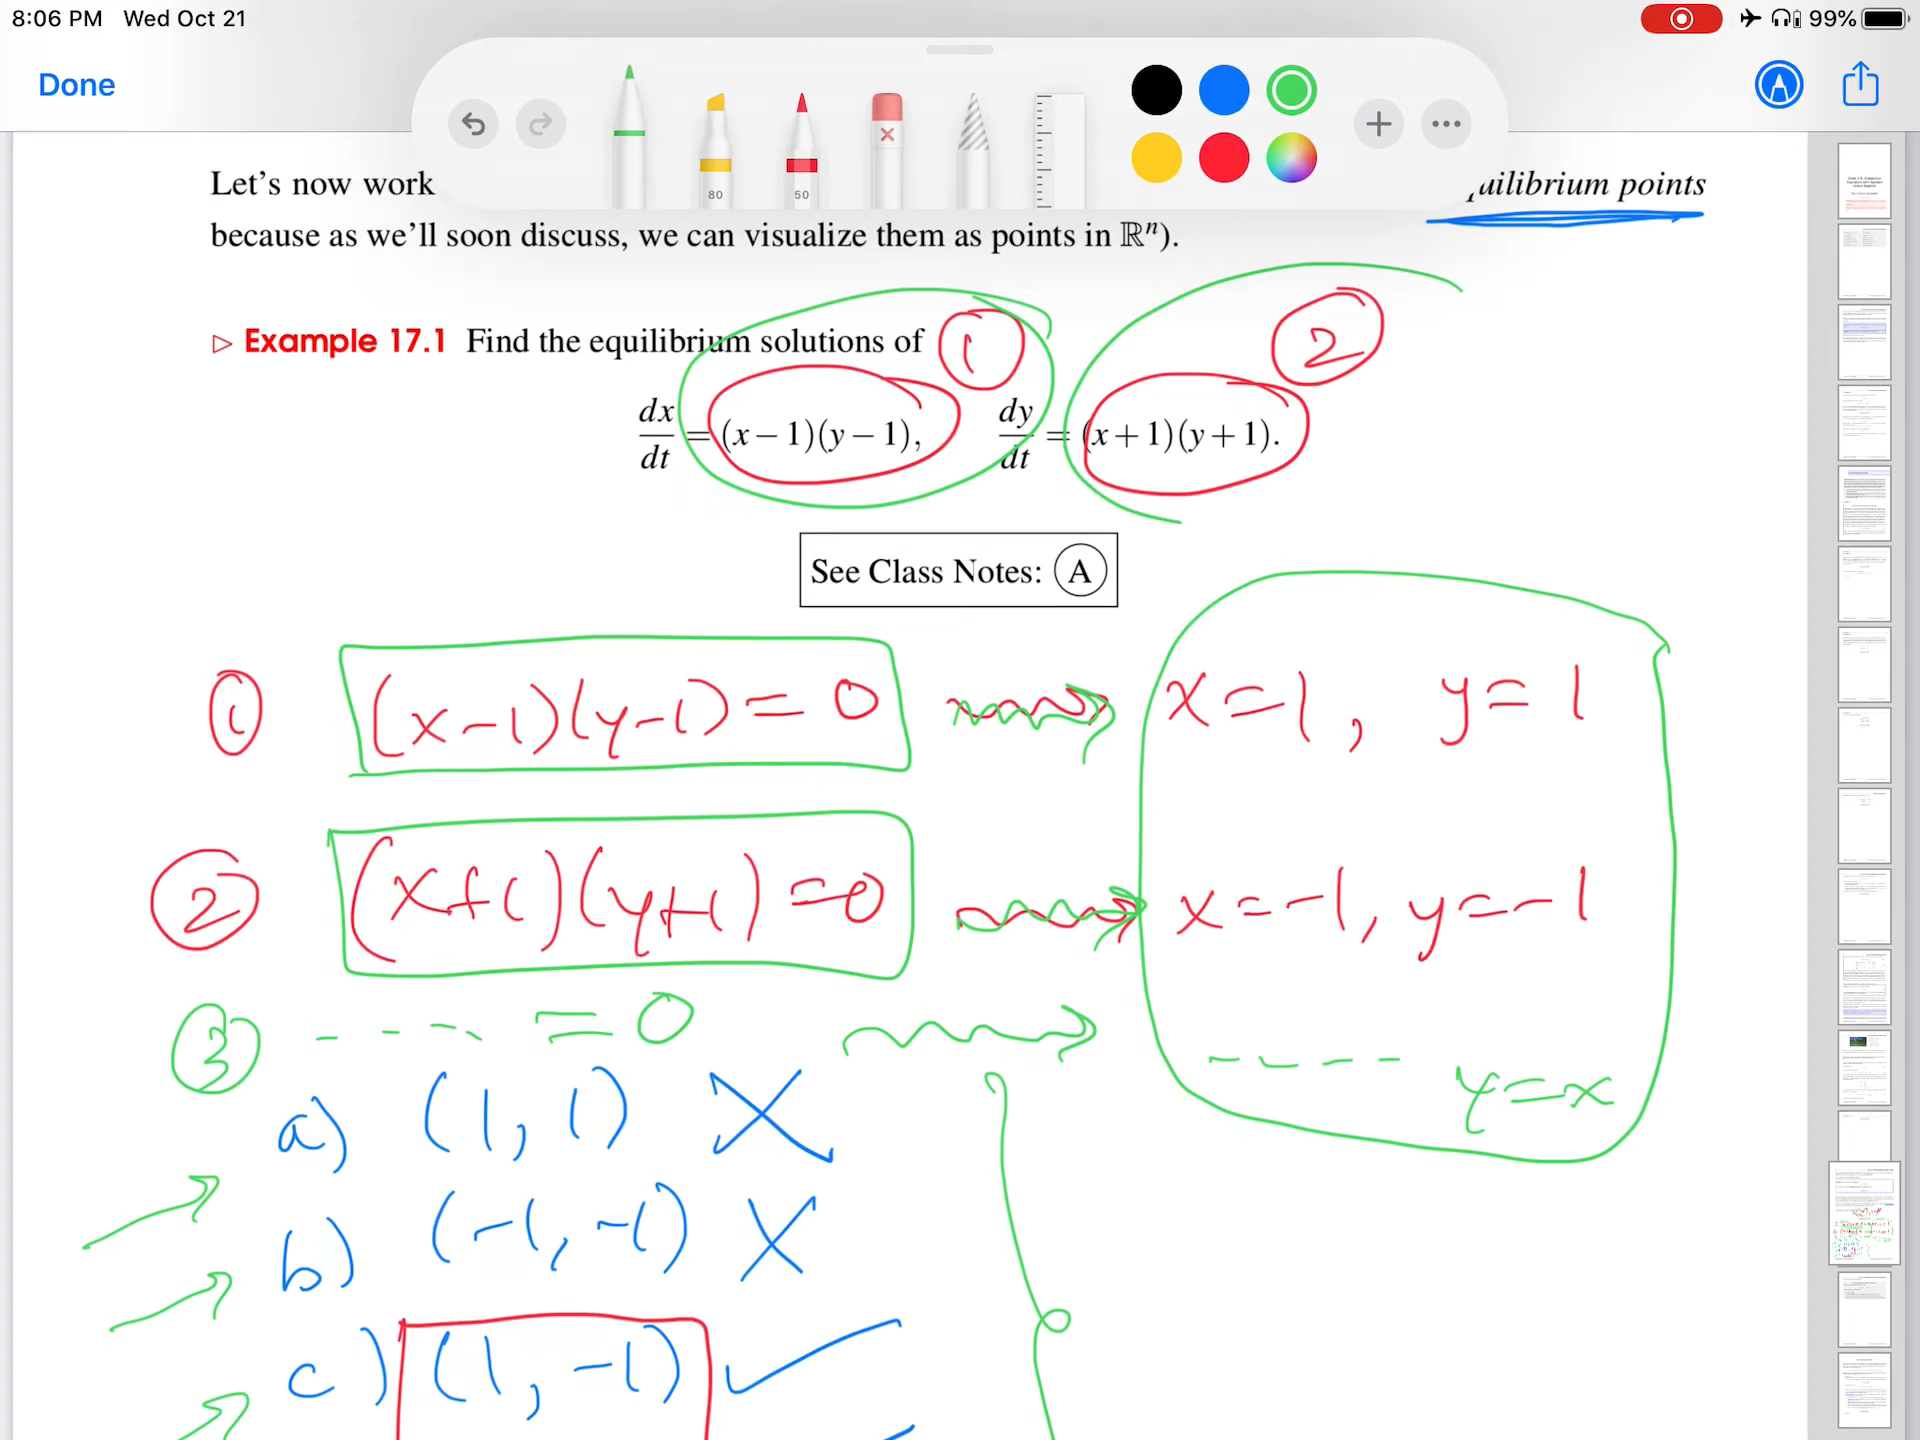 8:06 PM Wed Oct 21
99%
Done
80
50
Let's now work
uilibrium points
because as we'll soon discuss, we can visualize them as points in ℝⁿ).
▷ Example 17.1 Find the equilibrium solutions of
① ②
dx/dt = (x − 1)(y − 1), dy/dt = (x + 1)(y + 1).
See Class Notes: Ⓐ
① (x-1)(y-1) = 0 x=1, y=1
② (x+1)(y+1) = 0 x=-1, y=-1
③ ---- = 0 ---- y=x
a) (1, 1) X
b) (-1, -1) X
c) (1, -1) ✓